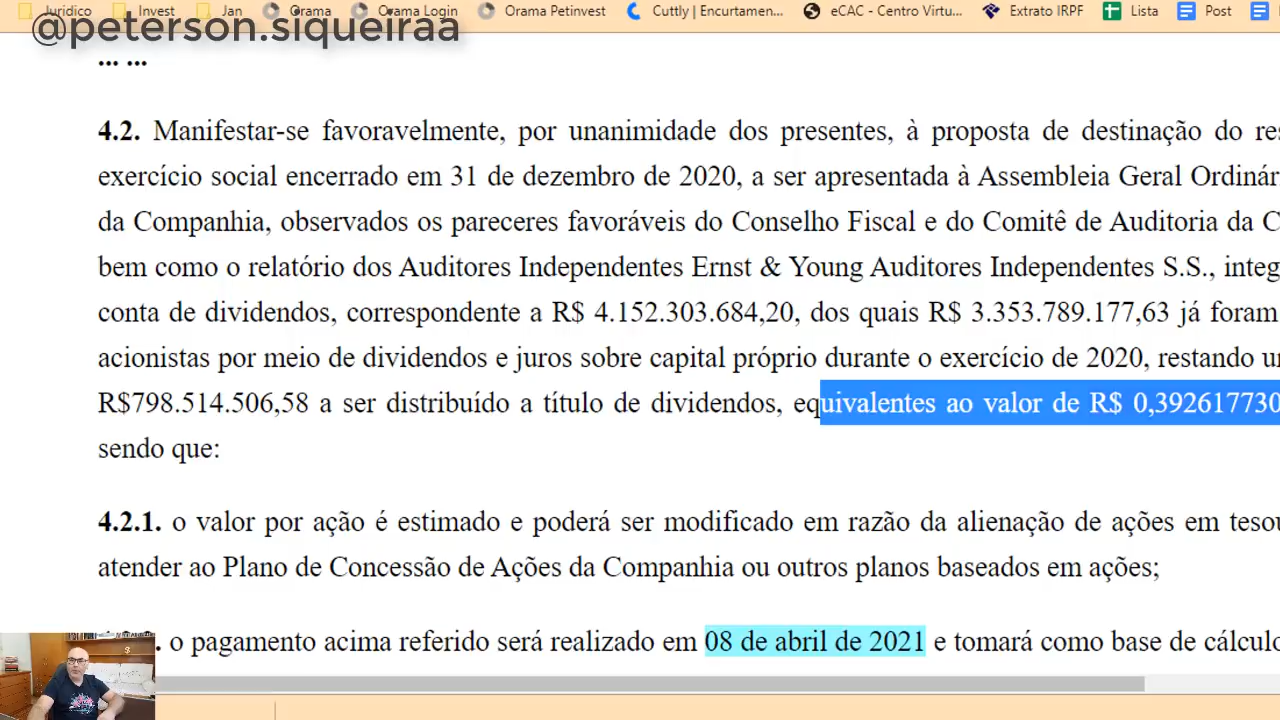 Jurídico Invest Jan Orama Orama Login Orama Petinvest Cuttly | Encurtamen... eCAC - Centro Virtu... Extrato IRPF Lista Post
@peterson.siqueiraa
... ...
4.2. Manifestar-se favoravelmente, por unanimidade dos presentes, à proposta de destinação do res
exercício social encerrado em 31 de dezembro de 2020, a ser apresentada à Assembleia Geral Ordinár
da Companhia, observados os pareceres favoráveis do Conselho Fiscal e do Comitê de Auditoria da C
bem como o relatório dos Auditores Independentes Ernst & Young Auditores Independentes S.S., integ
conta de dividendos, correspondente a R$ 4.152.303.684,20, dos quais R$ 3.353.789.177,63 já foram
acionistas por meio de dividendos e juros sobre capital próprio durante o exercício de 2020, restando
R$798.514.506,58 a ser distribuído a título de dividendos, equivalentes ao valor de R$ 0,392617730
sendo que:
4.2.1. o valor por ação é estimado e poderá ser modificado em razão da alienação de ações em tesou
atender ao Plano de Concessão de Ações da Companhia ou outros planos baseados em ações;
. o pagamento acima referido será realizado em 08 de abril de 2021 e tomará como base de cálculo